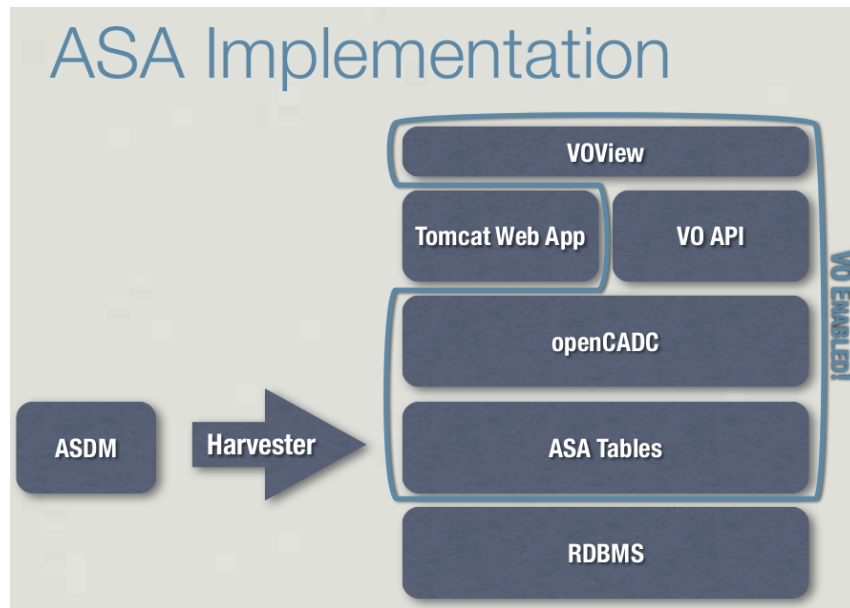 ASA Implementation
VOView
Tomcat Web App
VO API
VO ENABLED!
openCADC
ASDM
Harvester
ASA Tables
RDBMS